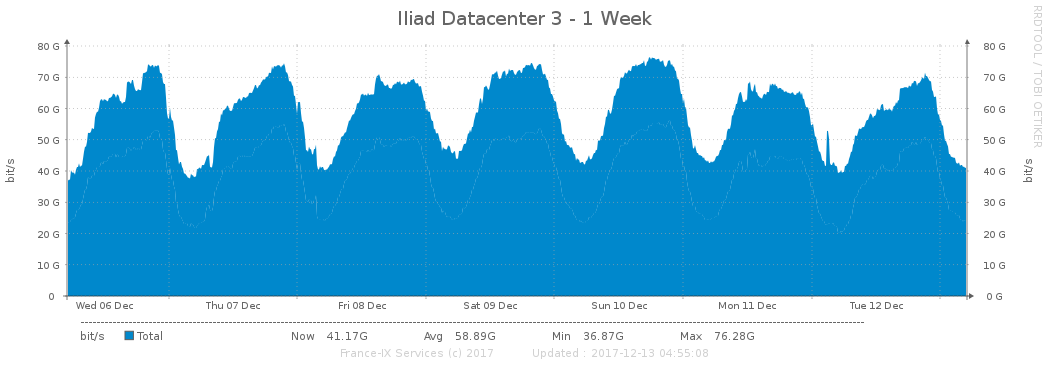 Iliad Datacenter 3 - 1 Week
RRDTOOL / TOBI OETIKER
80 G 80 G
70 G 70 G
60 G 60 G
50 G 50 G
40 G 40 G
30 G 30 G
20 G 20 G
10 G 10 G
0 0 G
bit/s bit/s
Wed 06 Dec Thu 07 Dec Fri 08 Dec Sat 09 Dec Sun 10 Dec Mon 11 Dec Tue 12 Dec
bit/s Total Now 41.17G Avg 58.89G Min 36.87G Max 76.28G
France-IX Services (c) 2017 Updated : 2017-12-13 04:55:08